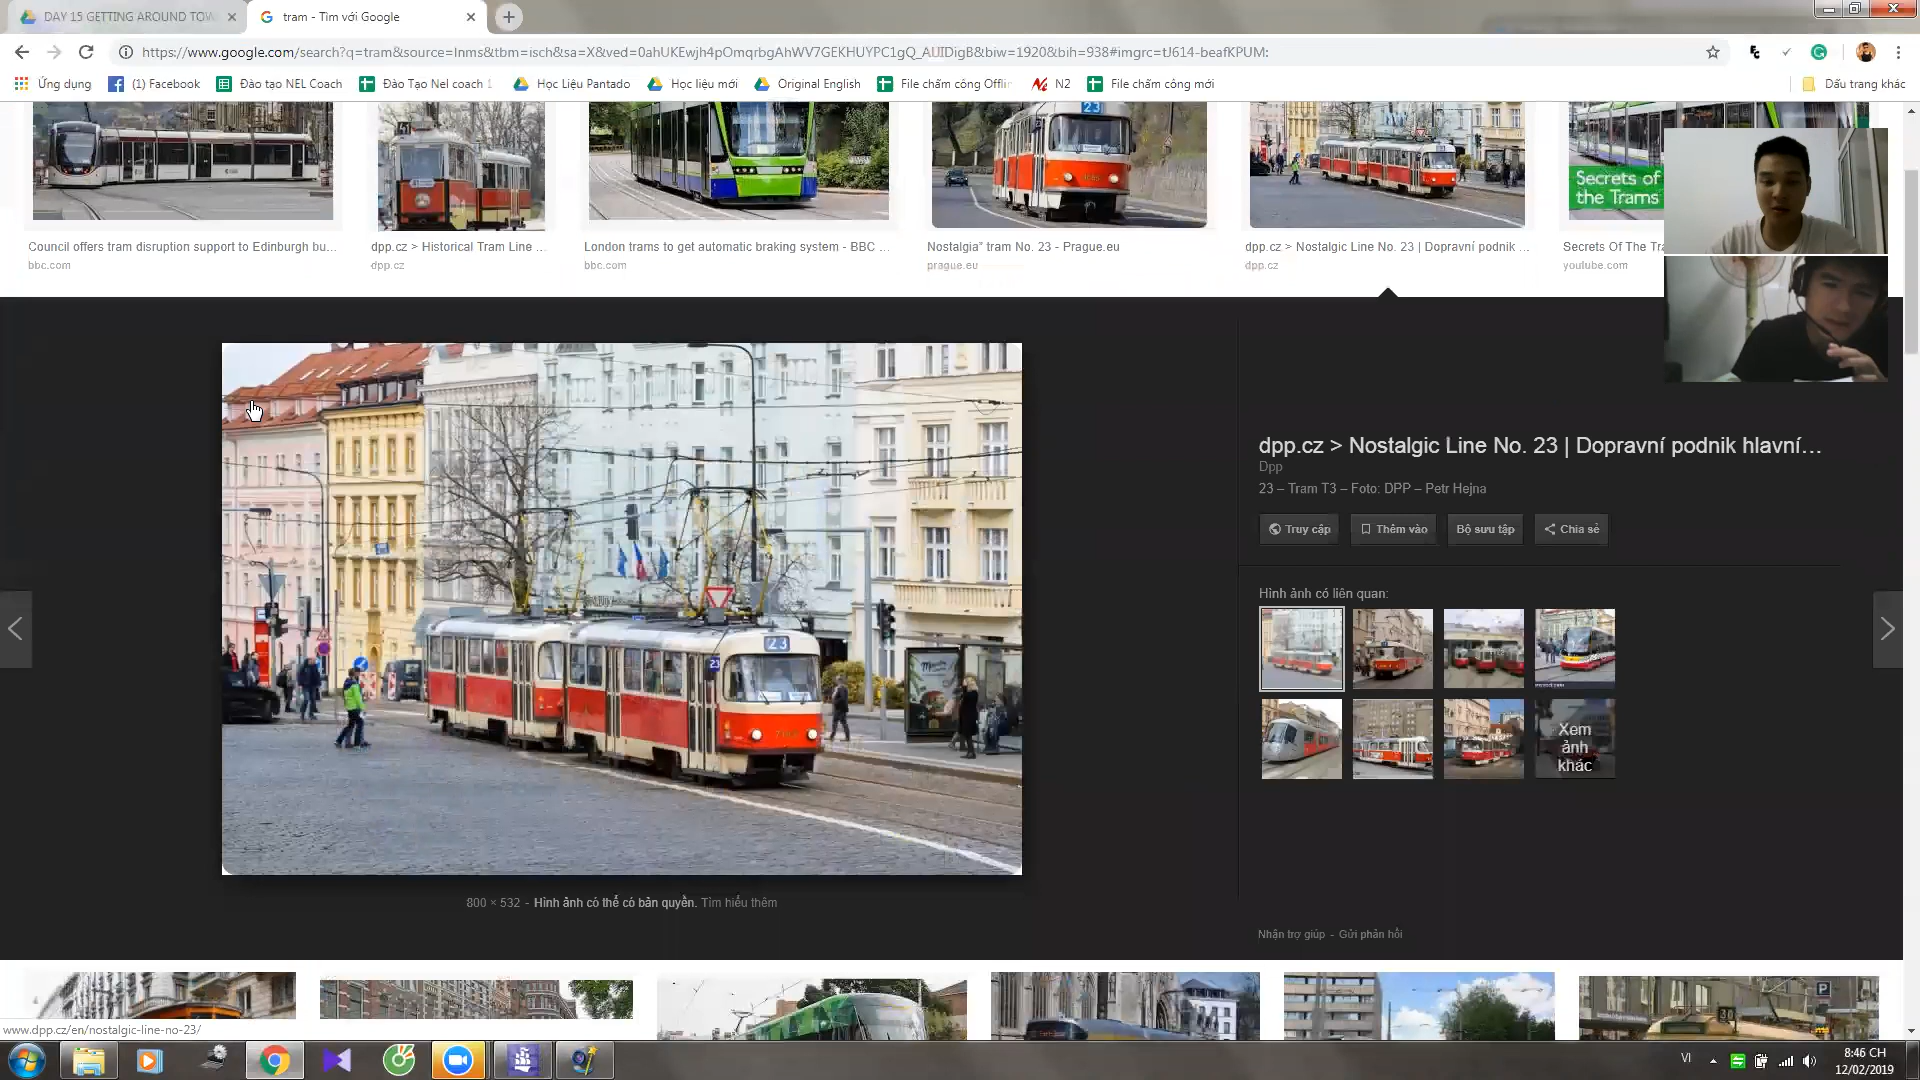 DAY 15 GETTING AROUND TOW
tram - Tìm với Google
https://www.google.com/search?q=tram&source=lnms&tbm=isch&sa=X&ved=0ahUKEwjh4pOmqrbgAhWV7GEKHUYPC1gQ_AUIDigB&biw=1920&bih=938#imgrc=tJ614-beafKPUM:
Ứng dụng
(1) Facebook
Đào tạo NEL Coach
Đào Tạo Nel coach 1
Học Liệu Pantado
Học liệu mới
Original English
File chấm công Offlin
N2
File chấm công mới
Dấu trang khác
41
23
Secrets of
the Trams
Council offers tram disruption support to Edinburgh bu...
bbc.com
dpp.cz > Historical Tram Line ...
dpp.cz
London trams to get automatic braking system - BBC ...
bbc.com
Nostalgia" tram No. 23 - Prague.eu
prague.eu
dpp.cz > Nostalgic Line No. 23 | Dopravní podnik ...
dpp.cz
Secrets Of The Tra
youtube.com
23
23
dpp.cz > Nostalgic Line No. 23 | Dopravní podnik hlavní...
Dpp
23 – Tram T3 – Foto: DPP – Petr Hejna
Truy cập
Thêm vào
Bộ sưu tập
Chia sẻ
Hình ảnh có liên quan:
Xem
ảnh
khác
800 × 532 - Hình ảnh có thể có bản quyền. Tìm hiểu thêm
Nhận trợ giúp - Gửi phản hồi
P
30
www.dpp.cz/en/nostalgic-line-no-23/
VI
8:46 CH
12/02/2019